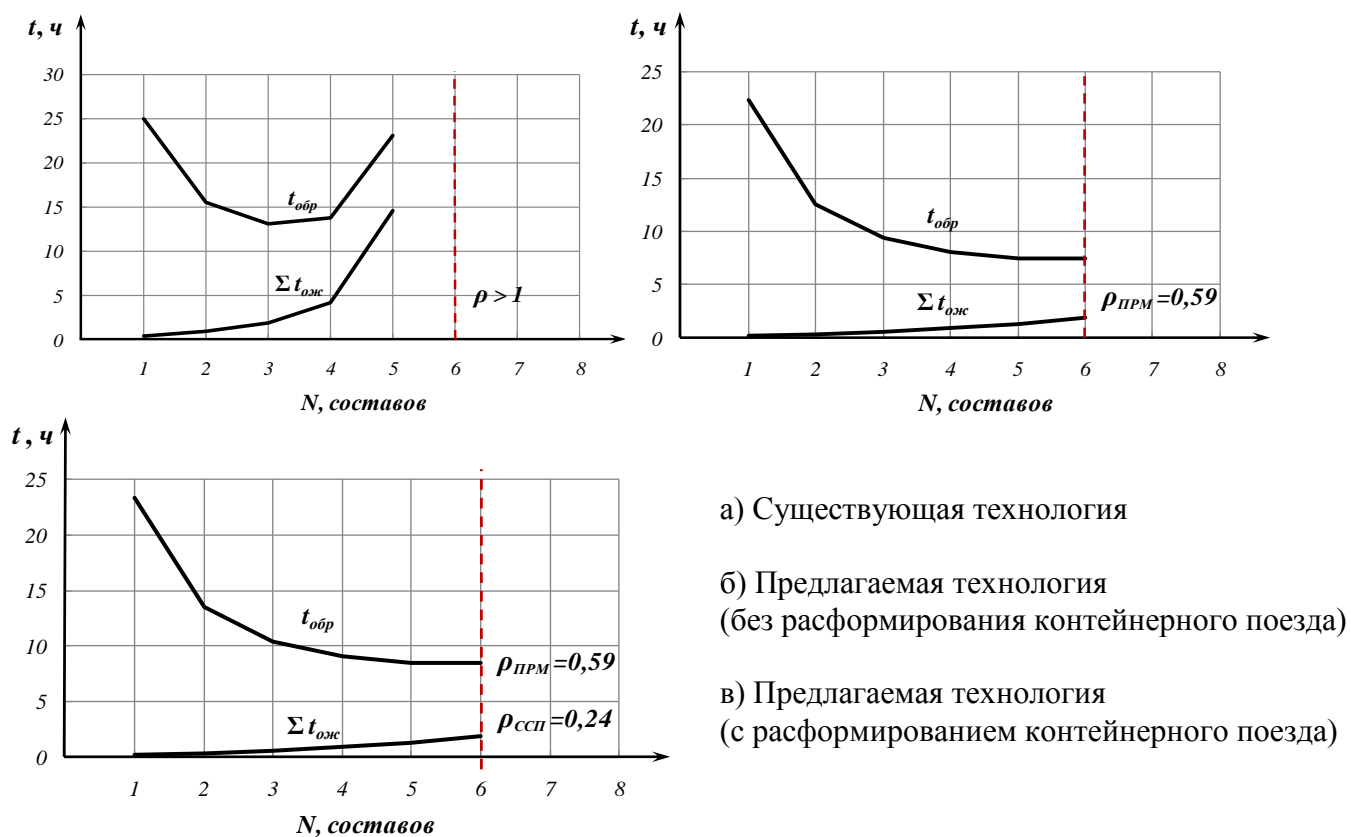 t, ч
30
25
20
15
10
5
0
t обр
Σ t ож
ρ > 1
1 2 3 4 5 6 7 8
N, составов
t, ч
25
20
15
10
5
0
t обр
Σ t ож
ρ ПРМ =0,59
1 2 3 4 5 6 7 8
N, составов
t , ч
25
20
15
10
5
0
t обр
Σ t ож
ρ ПРМ =0,59
ρ ССП =0,24
1 2 3 4 5 6 7 8
N, составов
а) Существующая технология
б) Предлагаемая технология
(без расформирования контейнерного поезда)
в) Предлагаемая технология
(с расформированием контейнерного поезда)